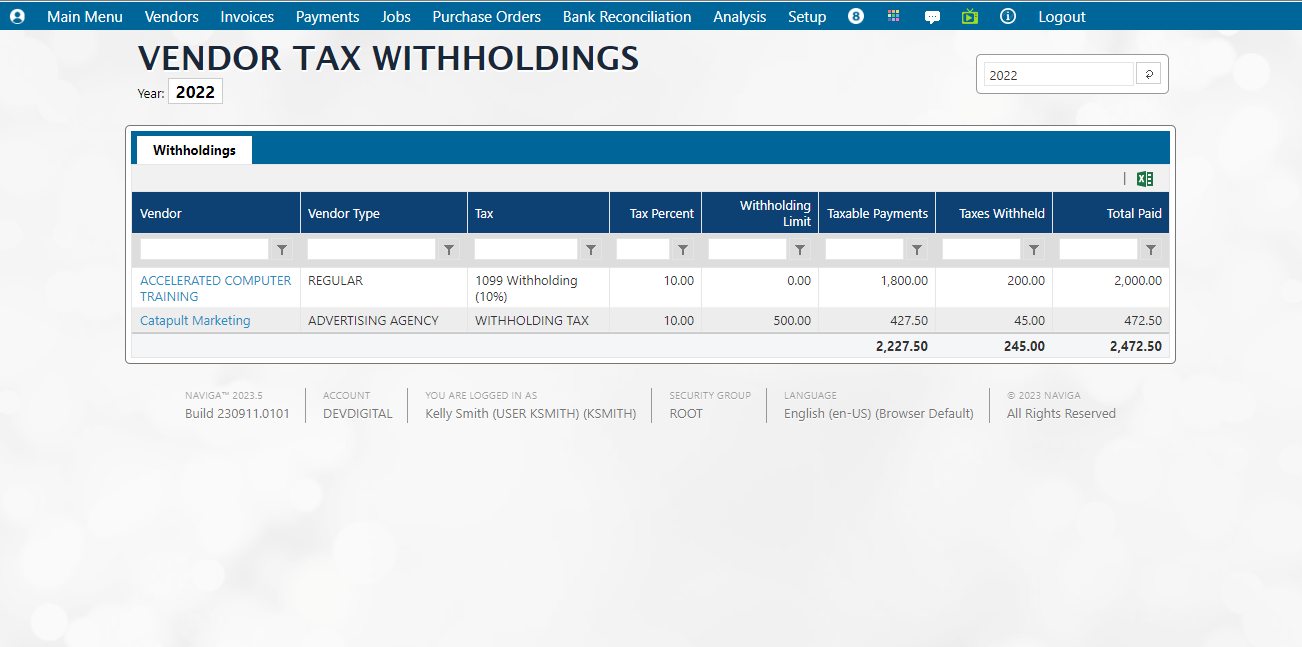 Main Menu Vendors Invoices Payments Jobs Purchase Orders Bank Reconciliation Analysis Setup 8 Logout
VENDOR TAX WITHHOLDINGS
Year: 2022
2022
Withholdings
Vendor Vendor Type Tax Tax Percent Withholding Limit Taxable Payments Taxes Withheld Total Paid
ACCELERATED COMPUTER TRAINING REGULAR 1099 Withholding (10%) 10.00 0.00 1,800.00 200.00 2,000.00
Catapult Marketing ADVERTISING AGENCY WITHHOLDING TAX 10.00 500.00 427.50 45.00 472.50
2,227.50 245.00 2,472.50
NAVIGA™ 2023.5 ACCOUNT YOU ARE LOGGED IN AS SECURITY GROUP LANGUAGE © 2023 NAVIGA
Build 230911.0101 DEVDIGITAL Kelly Smith (USER KSMITH) (KSMITH) ROOT English (en-US) (Browser Default) All Rights Reserved